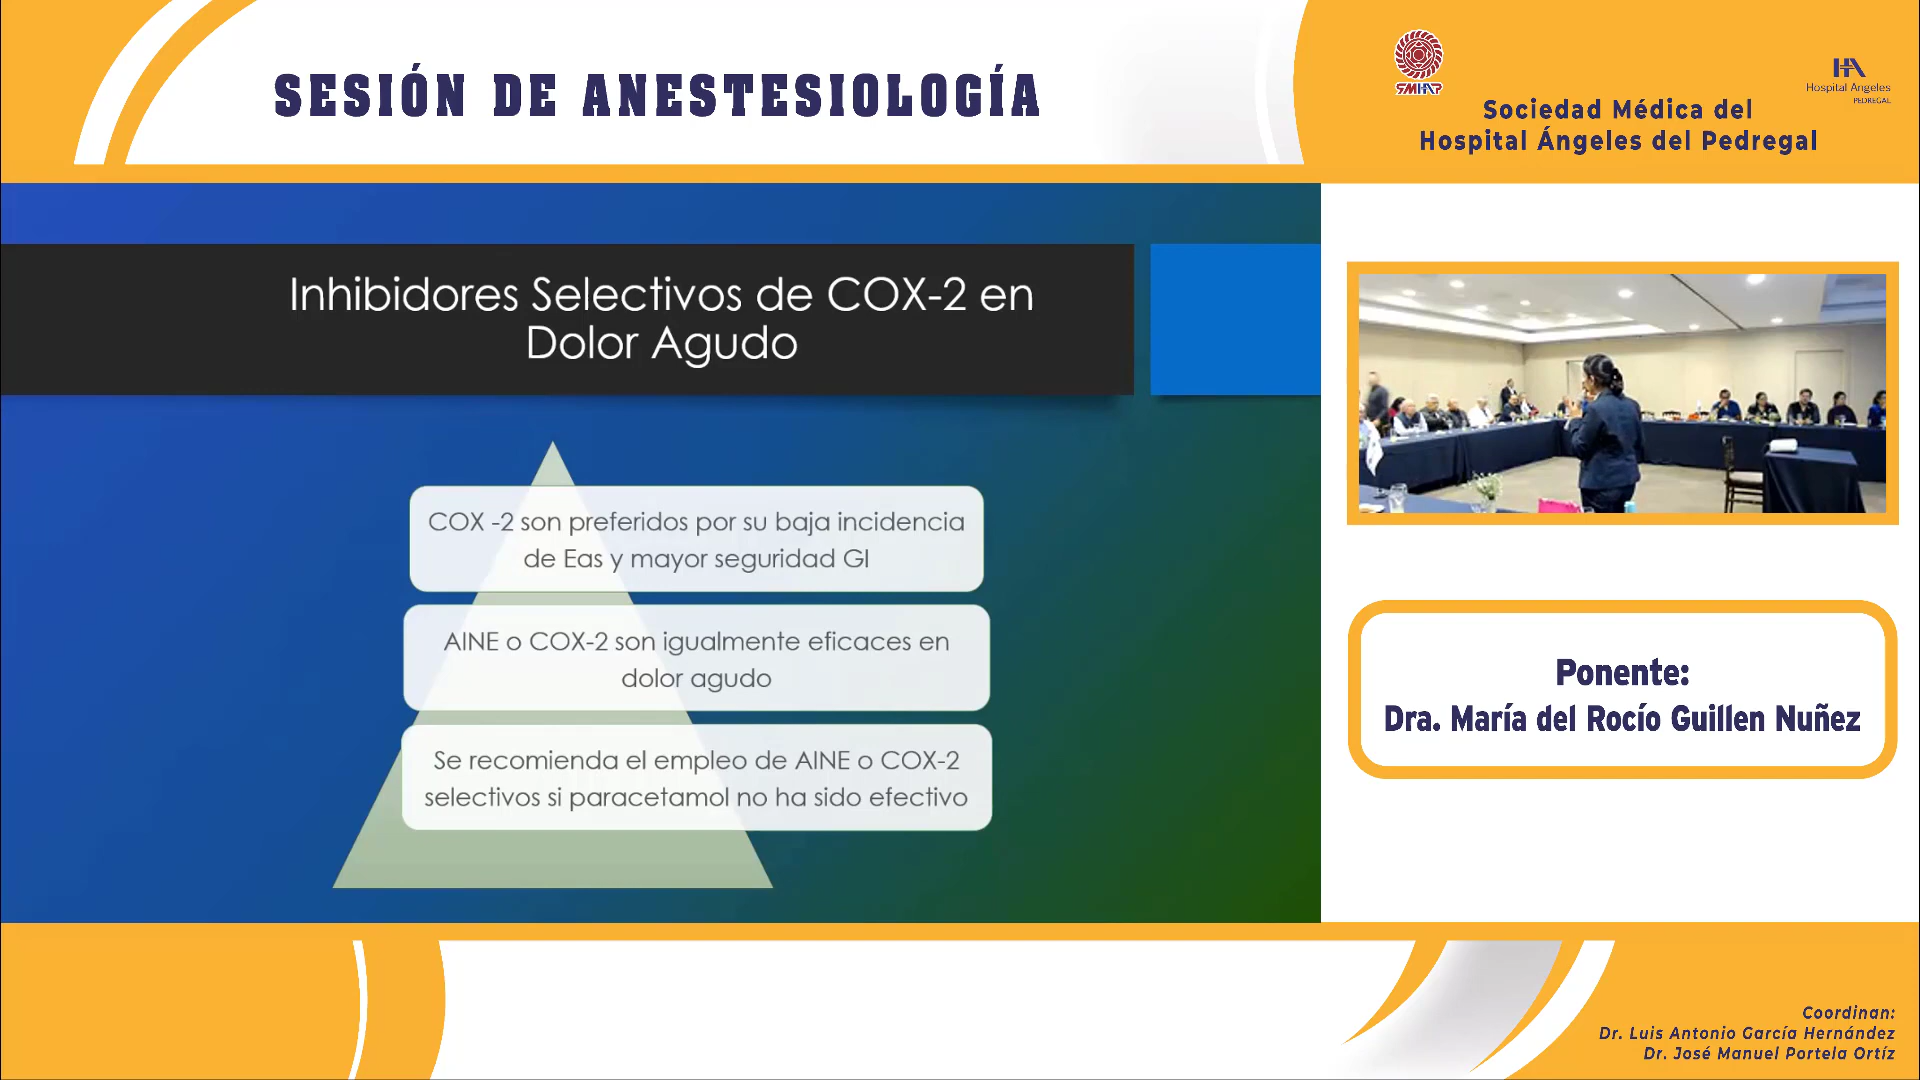 SESIÓN DE ANESTESIOLOGÍA
SMHAP
Hospital Angeles
PEDREGAL
Sociedad Médica del
Hospital Ángeles del Pedregal
Inhibidores Selectivos de COX-2 en
Dolor Agudo
COX -2 son preferidos por su baja incidencia
de Eas y mayor seguridad GI
AINE o COX-2 son igualmente eficaces en
dolor agudo
Se recomienda el empleo de AINE o COX-2
selectivos si paracetamol no ha sido efectivo
Ponente:
Dra. María del Rocío Guillen Nuñez
Coordinan:
Dr. Luis Antonio García Hernández
Dr. José Manuel Portela Ortíz